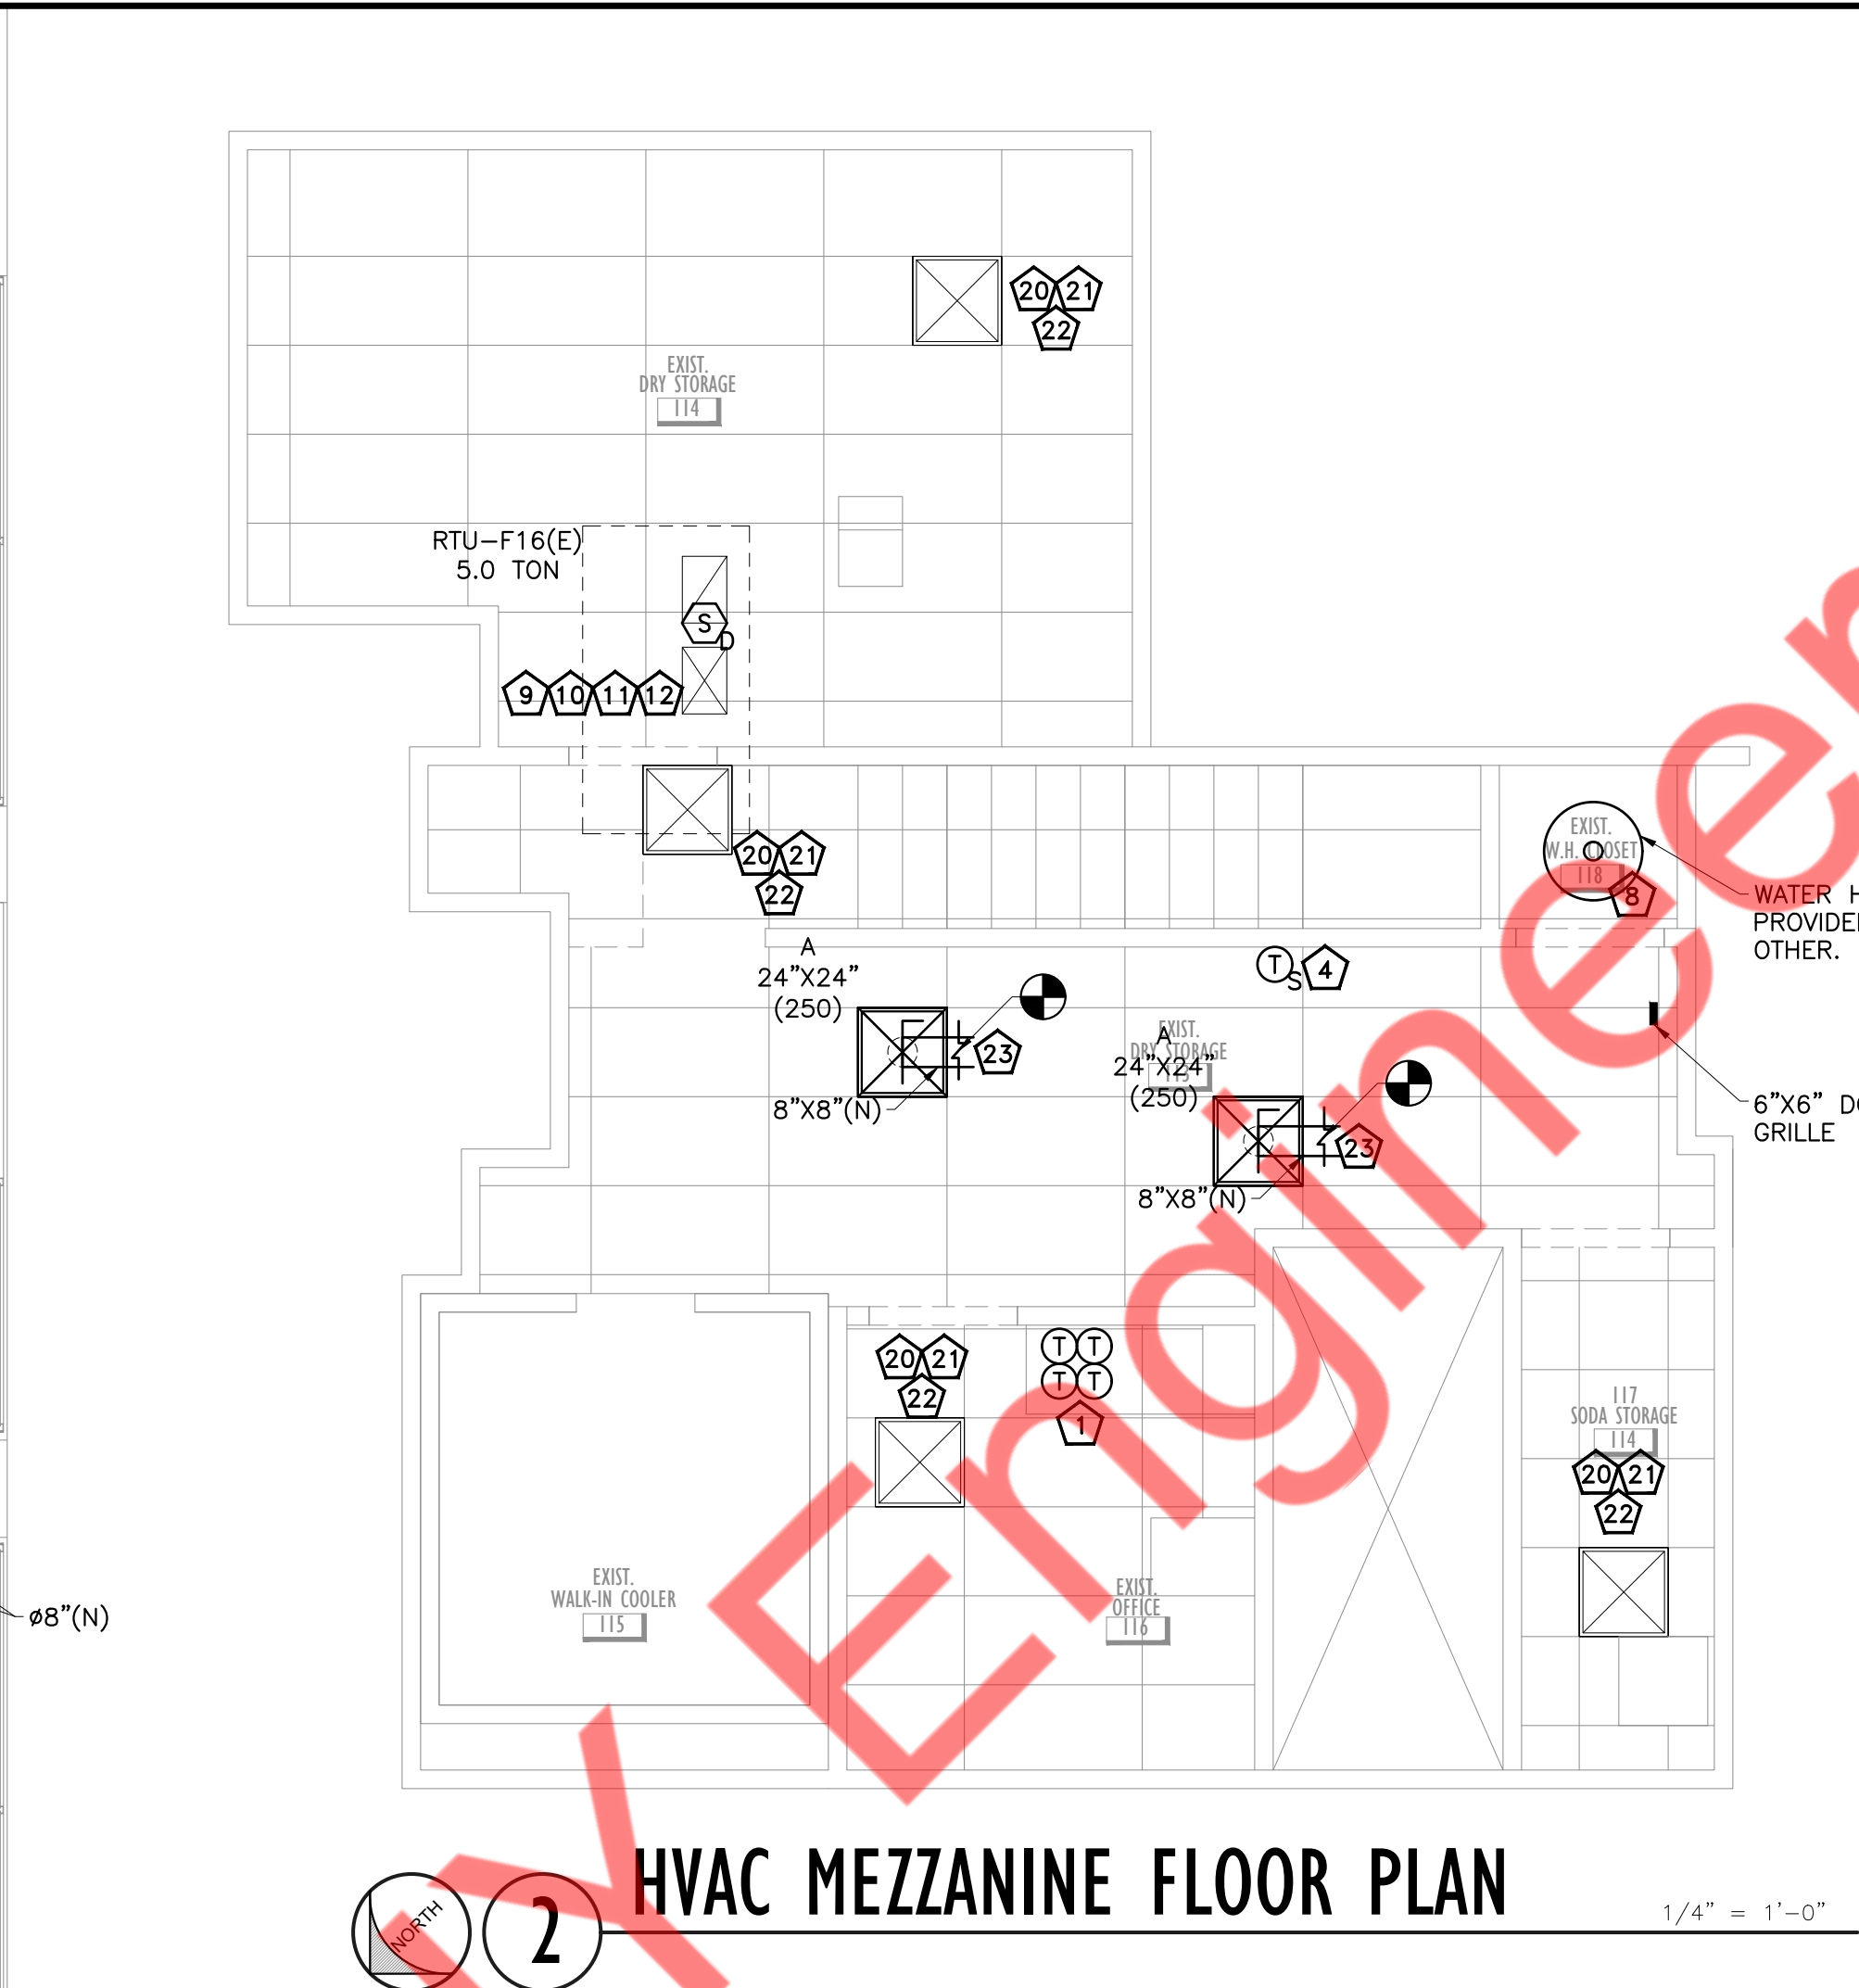 20 21
22
EXIST.
DRY STORAGE
114
RTU-F16(E)
5.0 TON
S
D
9 10 11 12
20 21
22
EXIST.
W.H. CLOSET
118
8
WATER H
PROVIDE
OTHER.
A
24"X24"
(250)
T
S
4
23
8"X8"(N)
EXIST.
DRY STORAGE
A
24"X24"
(250)
23
8"X8"(N)
6"X6" D
GRILLE
20 21
22
T T
T T
1
117
SODA STORAGE
114
20 21
22
EXIST.
WALK-IN COOLER
115
EXIST.
OFFICE
116
ø8"(N)
NORTH
2
HVAC MEZZANINE FLOOR PLAN
1/4" = 1'-0"
Y Engineer